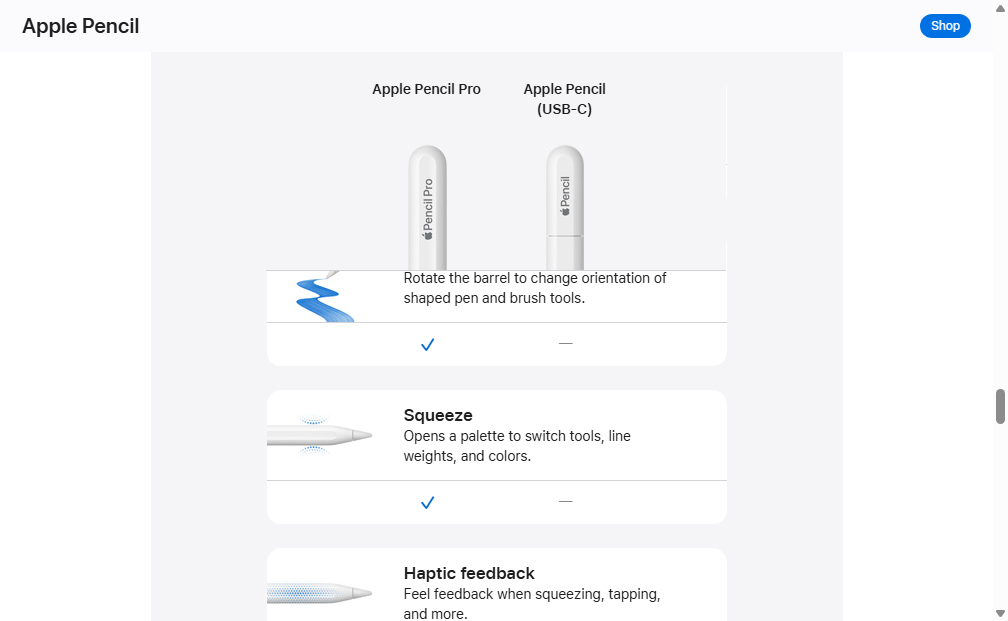 Apple Pencil
Shop
Apple Pencil Pro
Apple Pencil
(USB-C)
Pencil Pro
Pencil
Rotate the barrel to change orientation of
shaped pen and brush tools.
Squeeze
Opens a palette to switch tools, line
weights, and colors.
Haptic feedback
Feel feedback when squeezing, tapping,
and more.